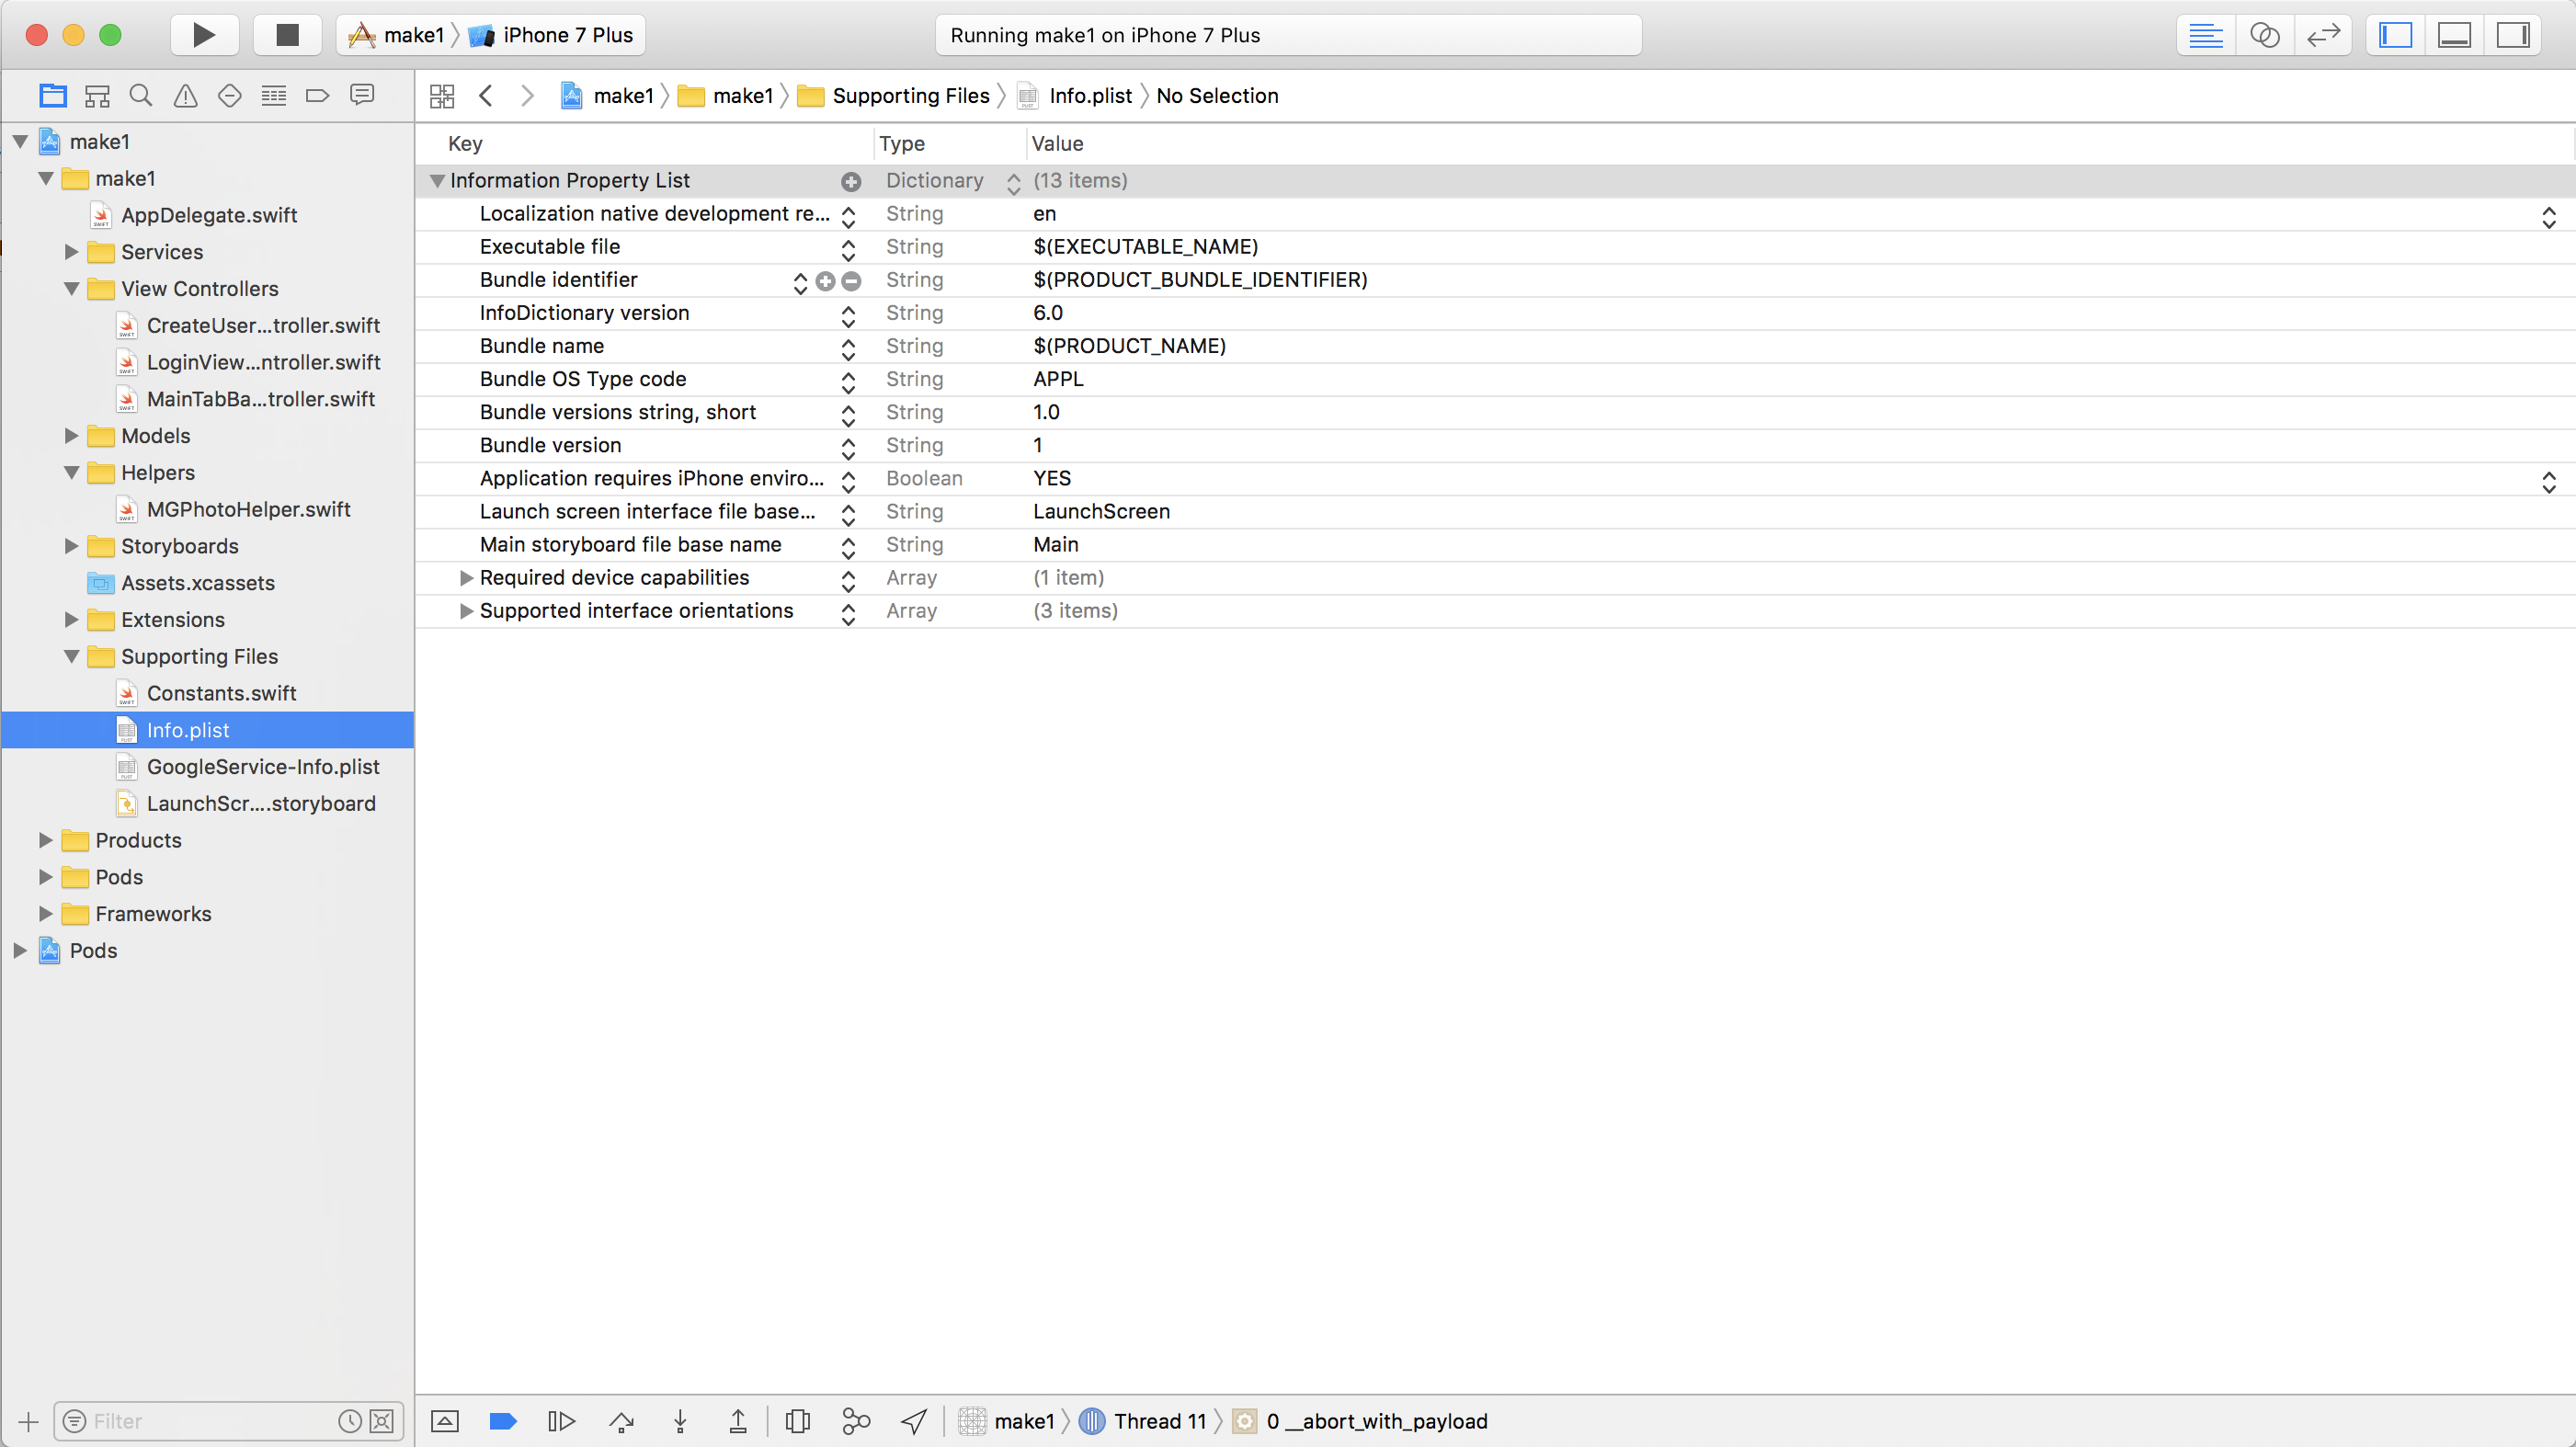 make1 iPhone 7 Plus
Running make1 on iPhone 7 Plus
make1 make1 Supporting Files Info.plist No Selection
make1
make1
AppDelegate.swift
Services
View Controllers
CreateUser...troller.swift
LoginView...ntroller.swift
MainTabBa...troller.swift
Models
Helpers
MGPhotoHelper.swift
Storyboards
Assets.xcassets
Extensions
Supporting Files
Constants.swift
Info.plist
GoogleService-Info.plist
LaunchScr....storyboard
Products
Pods
Frameworks
Pods
Filter
Key Type Value
Information Property List Dictionary (13 items)
Localization native development re... String en
Executable file String $(EXECUTABLE_NAME)
Bundle identifier String $(PRODUCT_BUNDLE_IDENTIFIER)
InfoDictionary version String 6.0
Bundle name String $(PRODUCT_NAME)
Bundle OS Type code String APPL
Bundle versions string, short String 1.0
Bundle version String 1
Application requires iPhone enviro... Boolean YES
Launch screen interface file base... String LaunchScreen
Main storyboard file base name String Main
Required device capabilities Array (1 item)
Supported interface orientations Array (3 items)
make1 Thread 11 0 __abort_with_payload